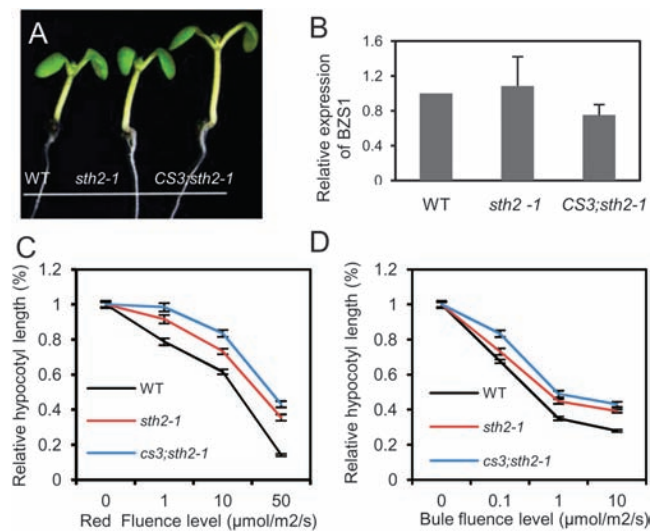 A
WT sth2-1 CS3;sth2-1
B
Relative expression
of BZS1
1.6
1.2
0.8
0.4
0
WT sth2 -1 CS3;sth2-1
C
Relative hypocotyl length (%)
1.2
1
0.8
0.6
0.4
0.2
0
WT
sth2-1
cs3;sth2-1
0 1 10 50
Red Fluence level (μmol/m2/s)
D
Relative hypocotyl length (%)
1.2
1
0.8
0.6
0.4
0.2
0
WT
sth2-1
cs3;sth2-1
0 0.1 1 10
Bule fluence level (μmol/m2/s)